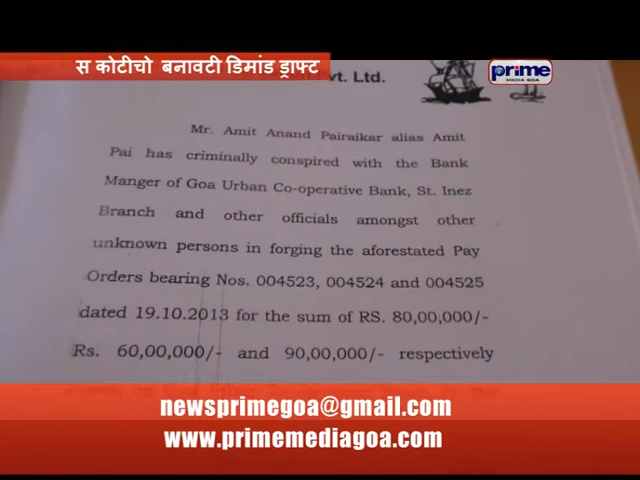 स कोटीचो बनावटी डिमांड ड्राफ्ट
prime
MEDIA GOA
Pvt. Ltd.
Mr. Amit Anand Pairaikar alias Amit
Pai has criminally conspired with the Bank
Manger of Goa Urban Co-operative Bank, St. Inez
Branch and other officials amongst other
unknown persons in forging the aforestated Pay
Orders bearing Nos. 004523, 004524 and 004525
dated 19.10.2013 for the sum of RS. 80,00,000/-
Rs. 60,00,000/- and 90,00,000/- respectively
newsprimegoa@gmail.com
www.primemediagoa.com